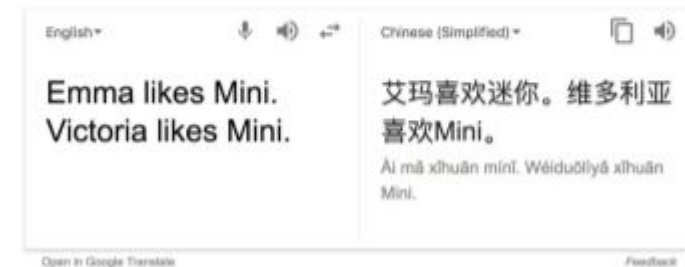 English
Chinese (Simplified)
Emma likes Mini.
Victoria likes Mini.
艾玛喜欢迷你。维多利亚
喜欢Mini。
Ài mǎ xǐhuān mínǐ. Wéiduōlìyǎ xǐhuān
Mini.
Open in Google Translate
Feedback